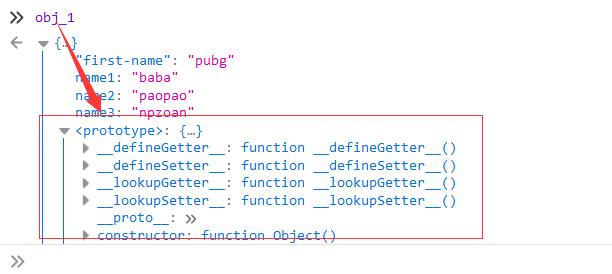 obj_1
{…}
"first-name": "pubg"
name1: "baba"
name2: "paopao"
name3: "npzoan"
<prototype>: {…}
__defineGetter__: function __defineGetter__()
__defineSetter__: function __defineSetter__()
__lookupGetter__: function __lookupGetter__()
__lookupSetter__: function __lookupSetter__()
__proto__: »
constructor: function Object()